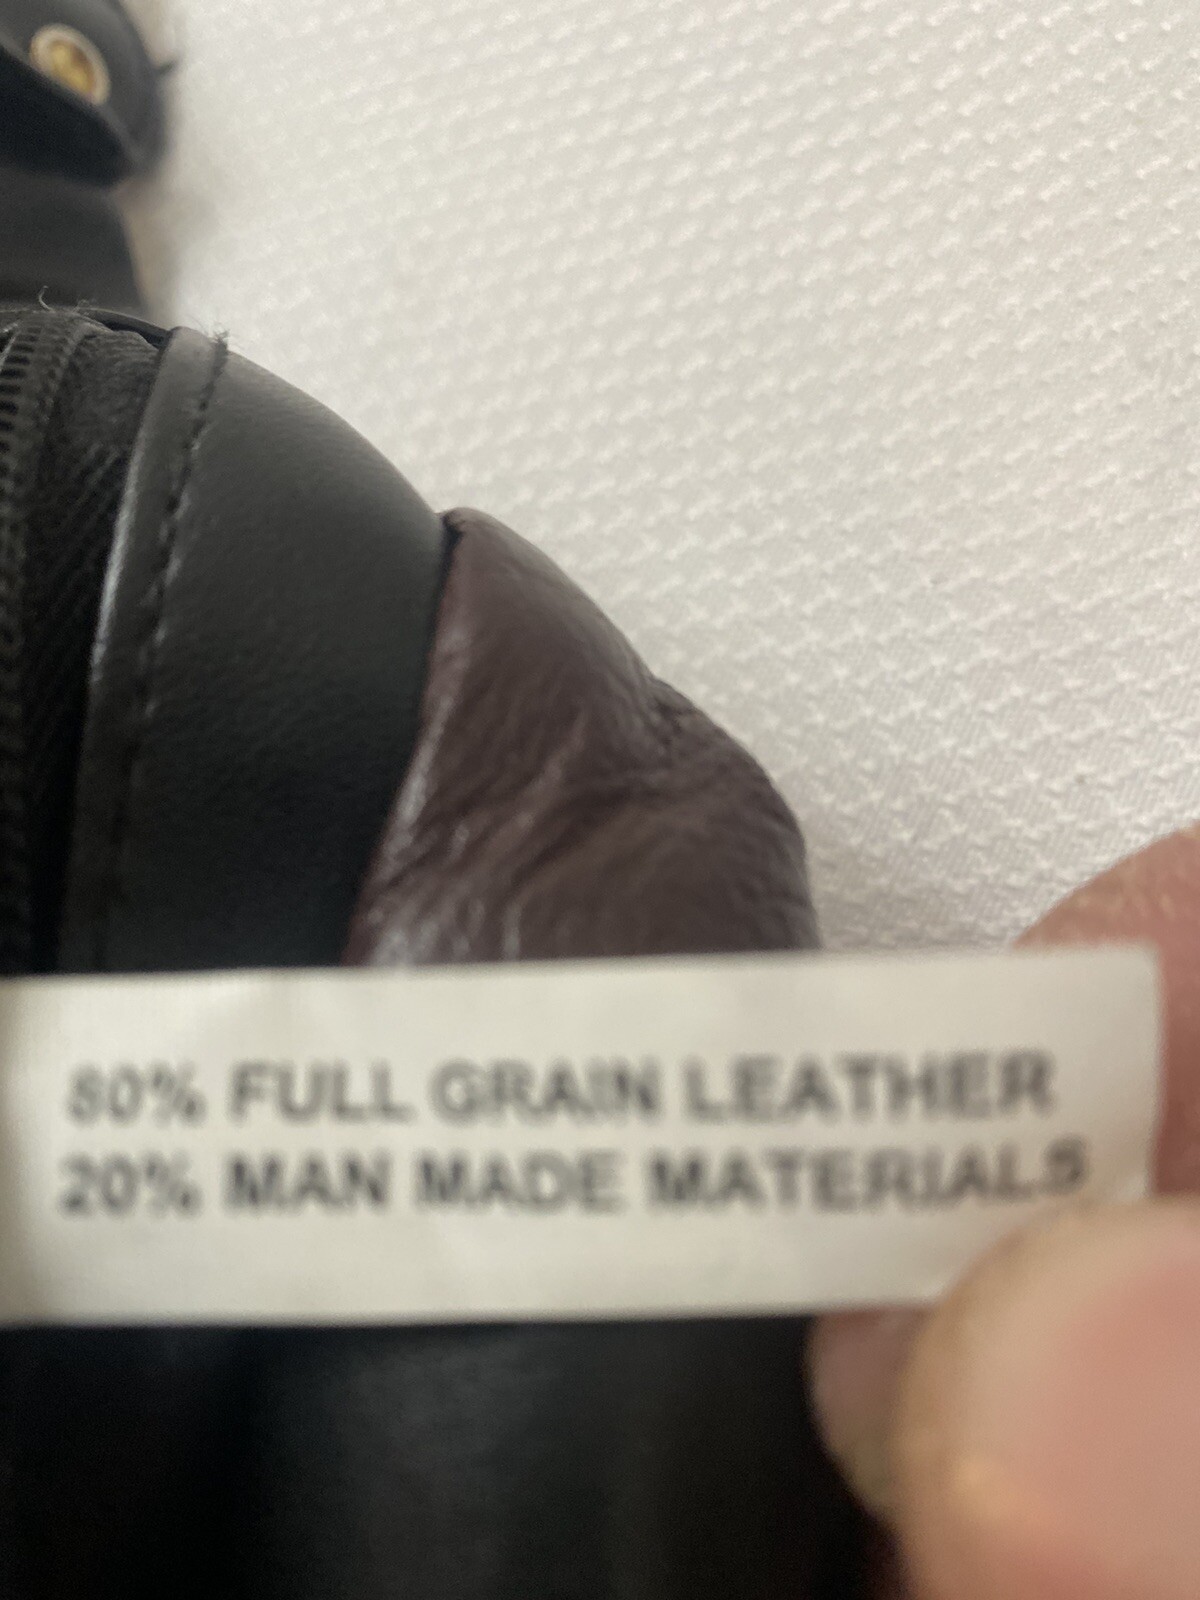 80% FULL GRAIN LEATHER
20% MAN MADE MATERIALS